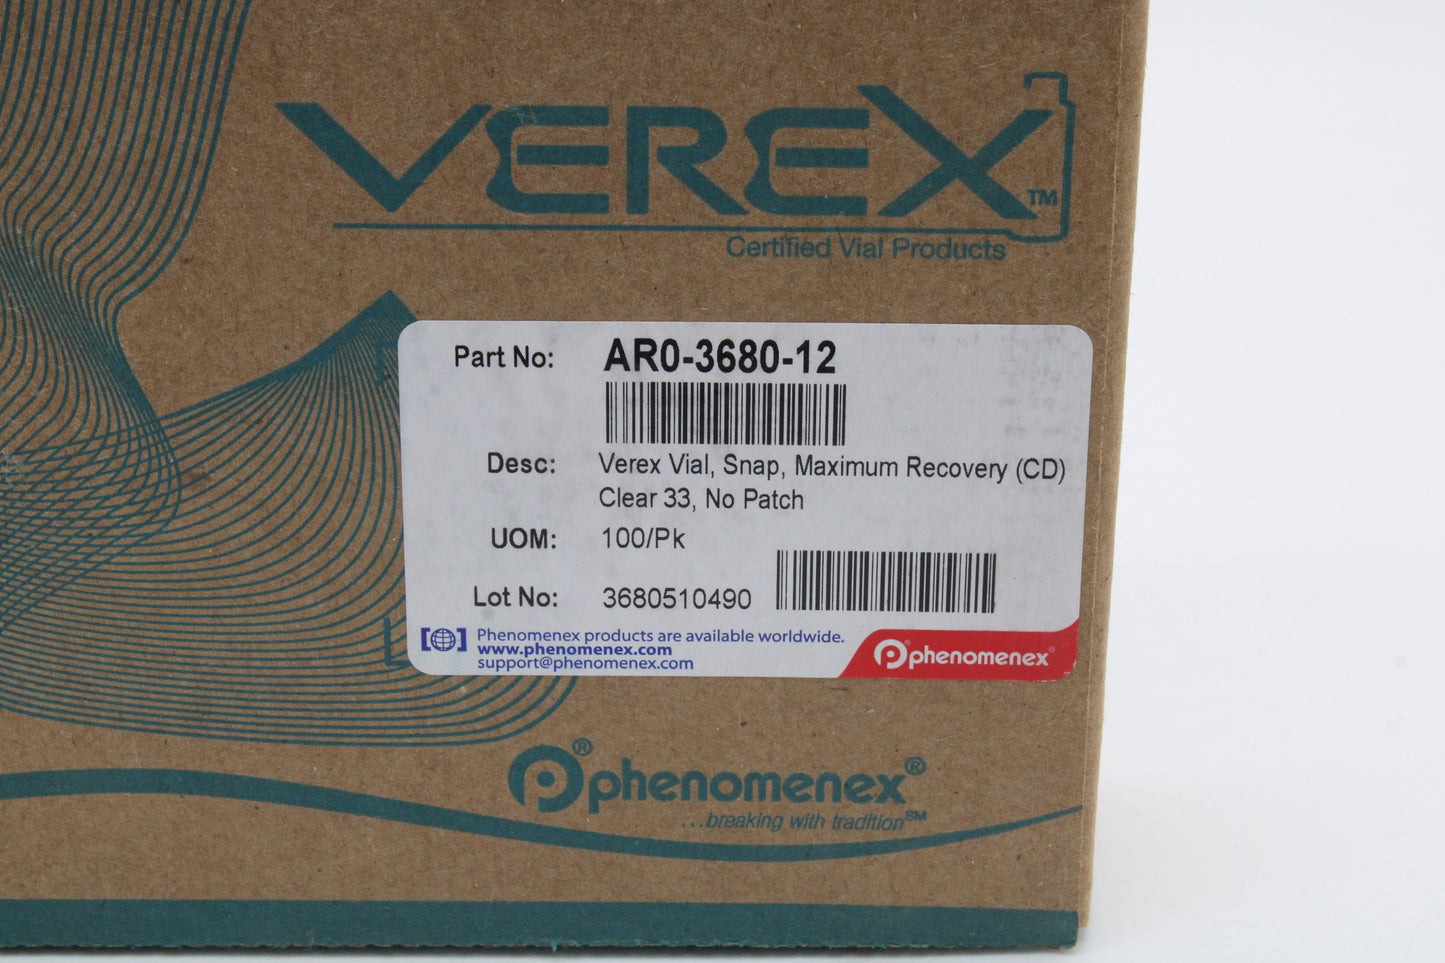 VEREX™
Certified Vial Products
Part No: AR0-3680-12
Desc: Verex Vial, Snap, Maximum Recovery (CD)
Clear 33, No Patch
UOM: 100/Pk
Lot No: 3680510490
Phenomenex products are available worldwide.
www.phenomenex.com
support@phenomenex.com
phenomenex®
phenomenex®
...breaking with tradition℠